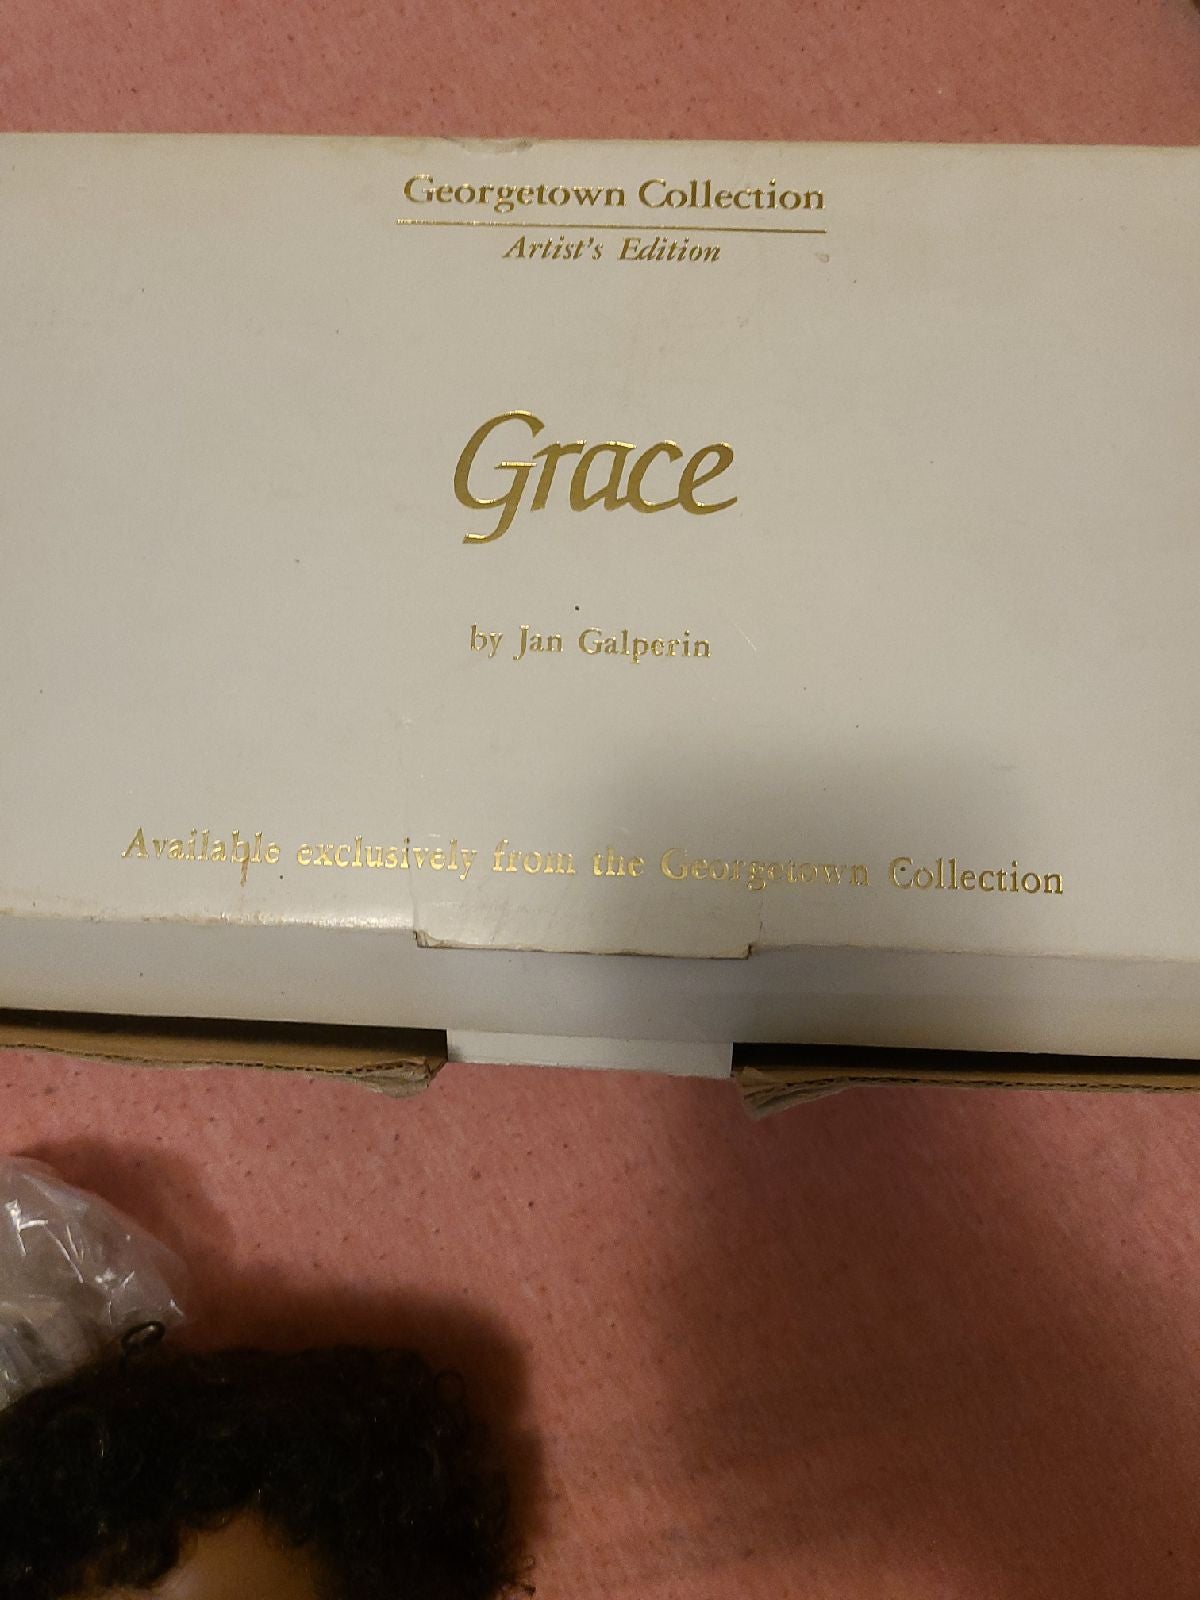 Georgetown Collection
Artist's Edition
Grace
by Jan Galperin
Available exclusively from the Georgetown Collection